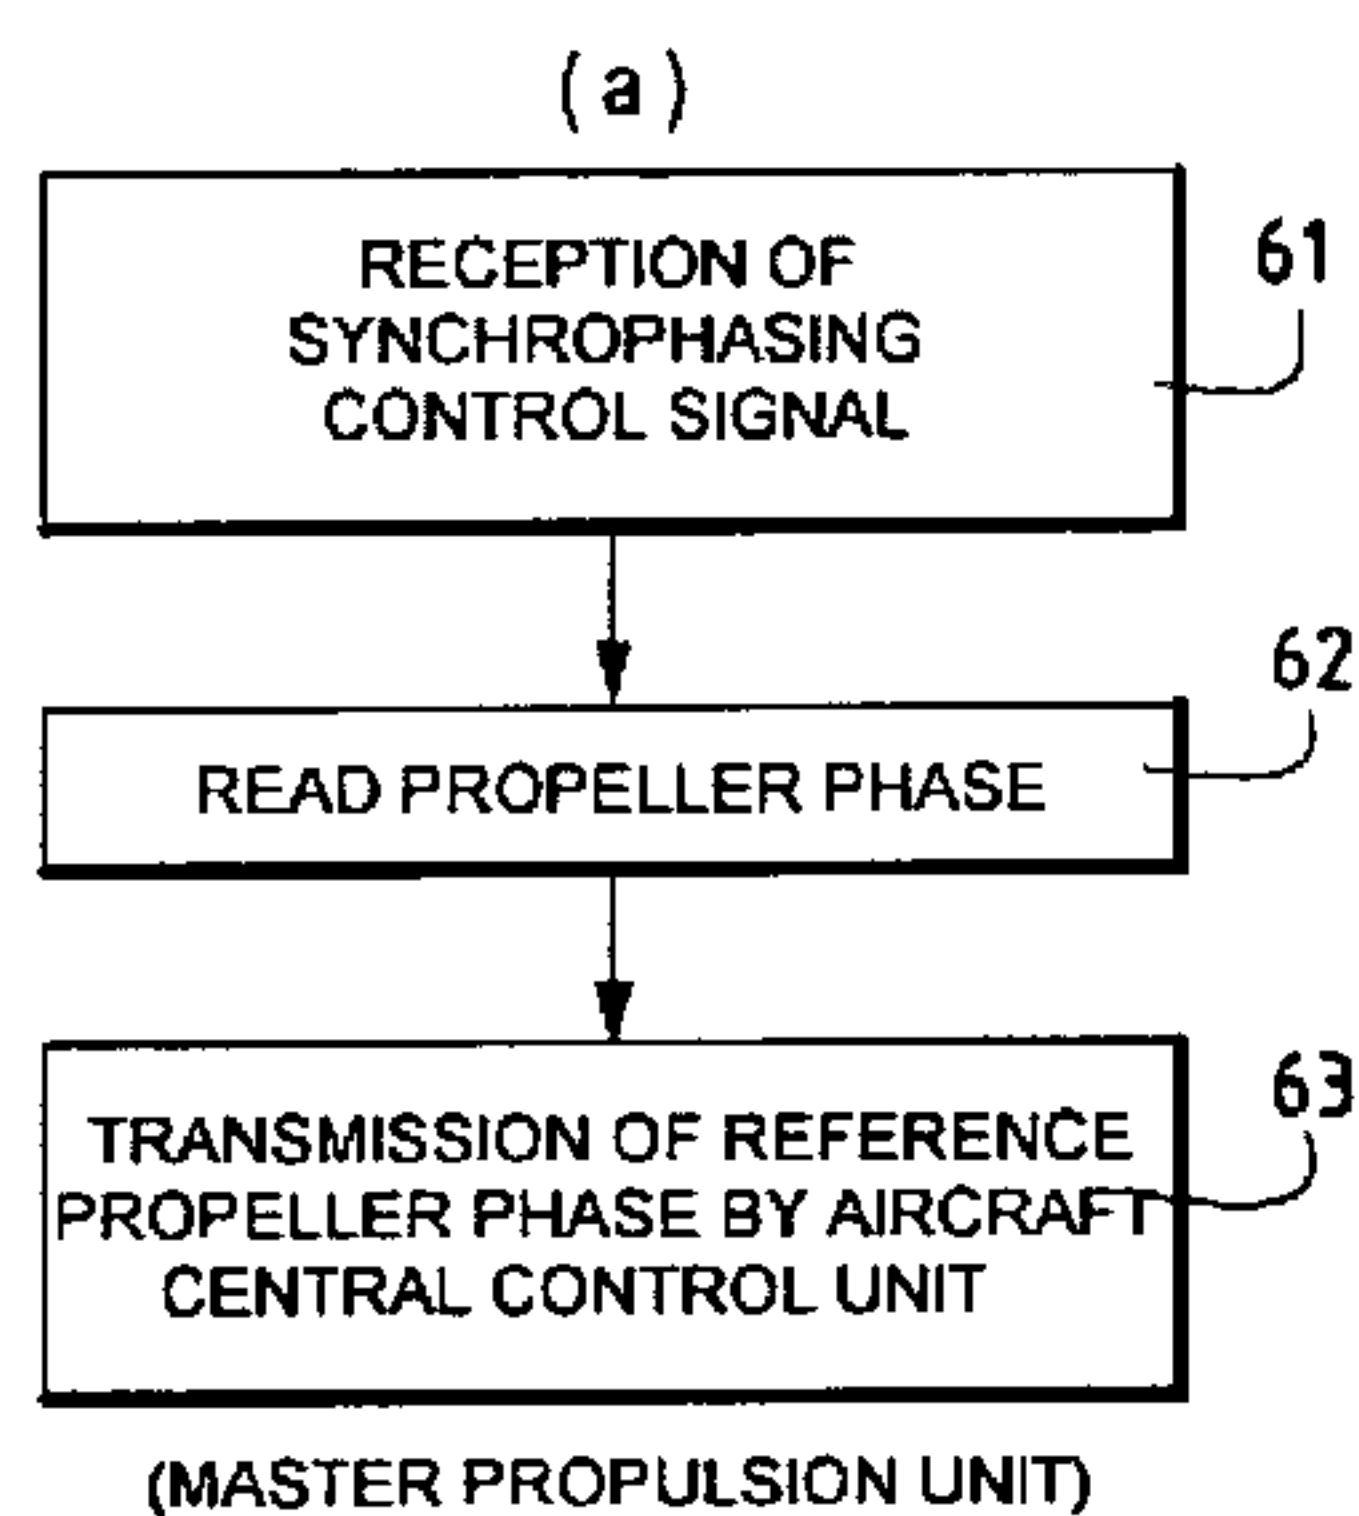 (a)
RECEPTION OF
SYNCHROPHASING
CONTROL SIGNAL
61
READ PROPELLER PHASE
62
TRANSMISSION OF REFERENCE
PROPELLER PHASE BY AIRCRAFT
CENTRAL CONTROL UNIT
63
(MASTER PROPULSION UNIT)